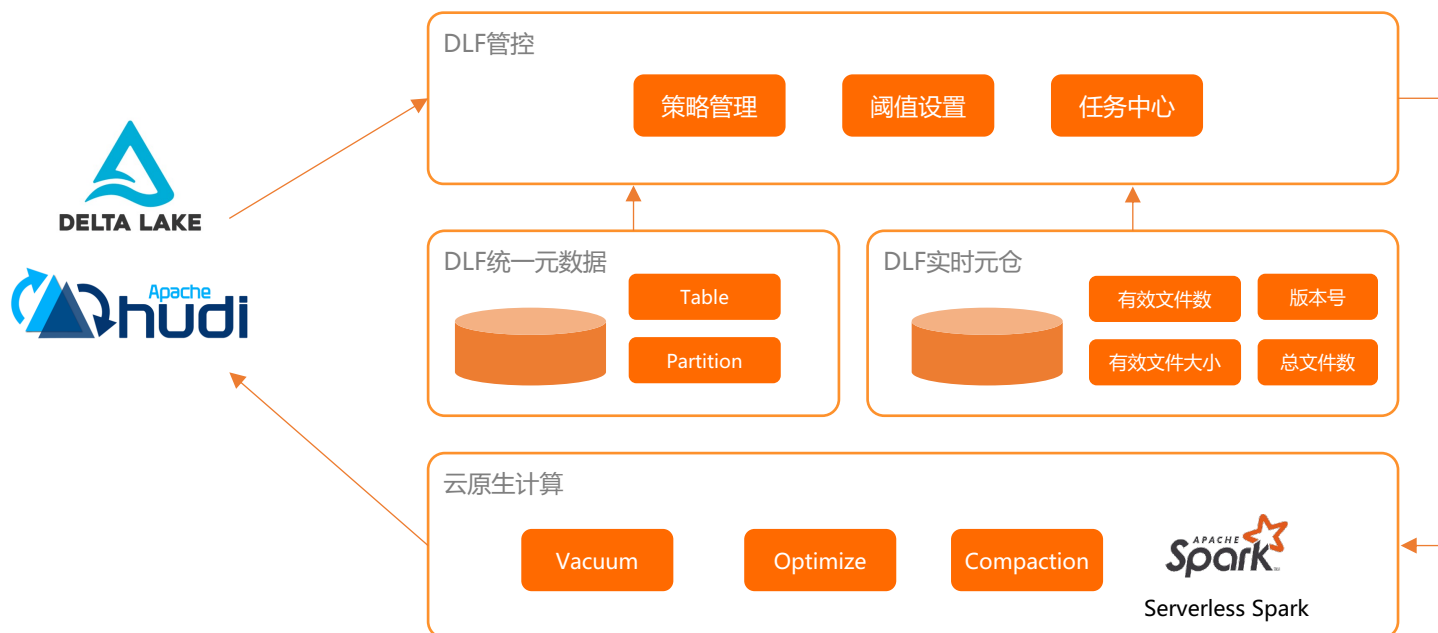 DLF管控
策略管理
阈值设置
任务中心
DELTA LAKE
Apache
hudi
DLF统一元数据
Table
Partition
DLF实时元仓
有效文件数
版本号
有效文件大小
总文件数
云原生计算
Vacuum
Optimize
Compaction
APACHE
Spark
Serverless Spark